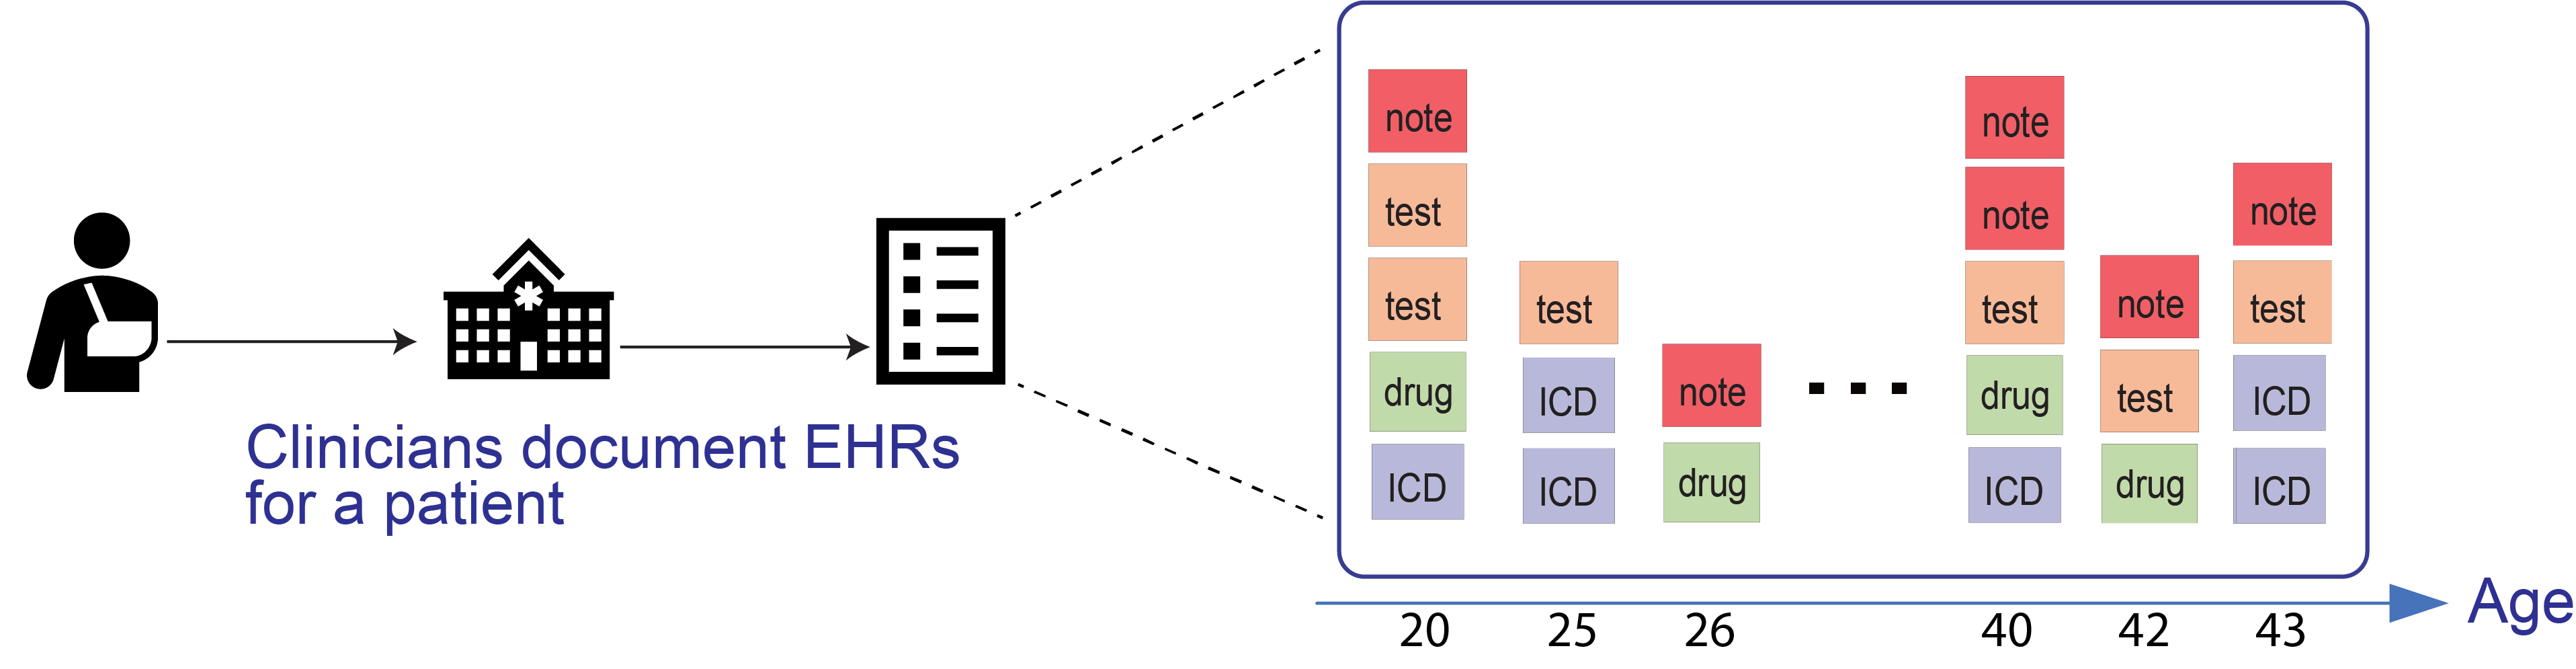 Clinicians document EHRs
for a patient
note
test
test
drug
ICD
test
ICD
ICD
note
drug
note
note
test
drug
ICD
note
test
drug
note
test
ICD
ICD
20 25 26 40 42 43
Age